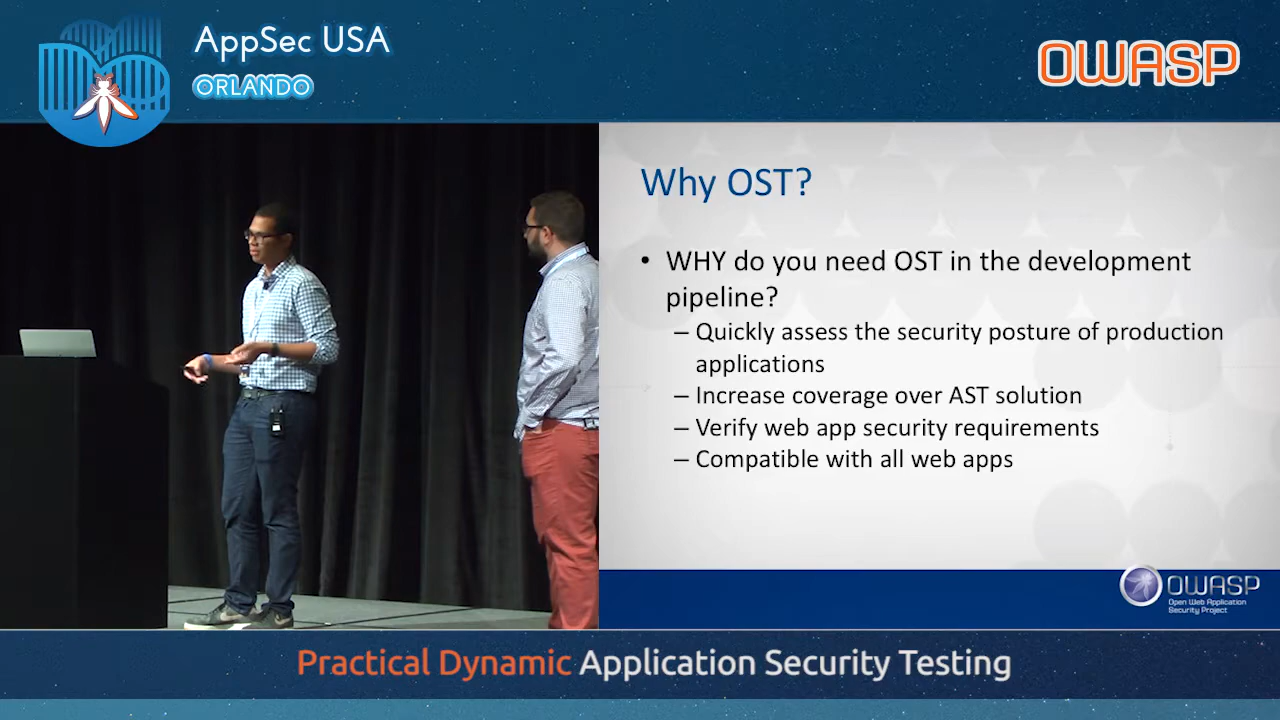 AppSec USA
ORLANDO
OWASP
Why OST?
• WHY do you need OST in the development
pipeline?
– Quickly assess the security posture of production
applications
– Increase coverage over AST solution
– Verify web app security requirements
– Compatible with all web apps
OWASP
Open Web Application
Security Project
Practical Dynamic Application Security Testing